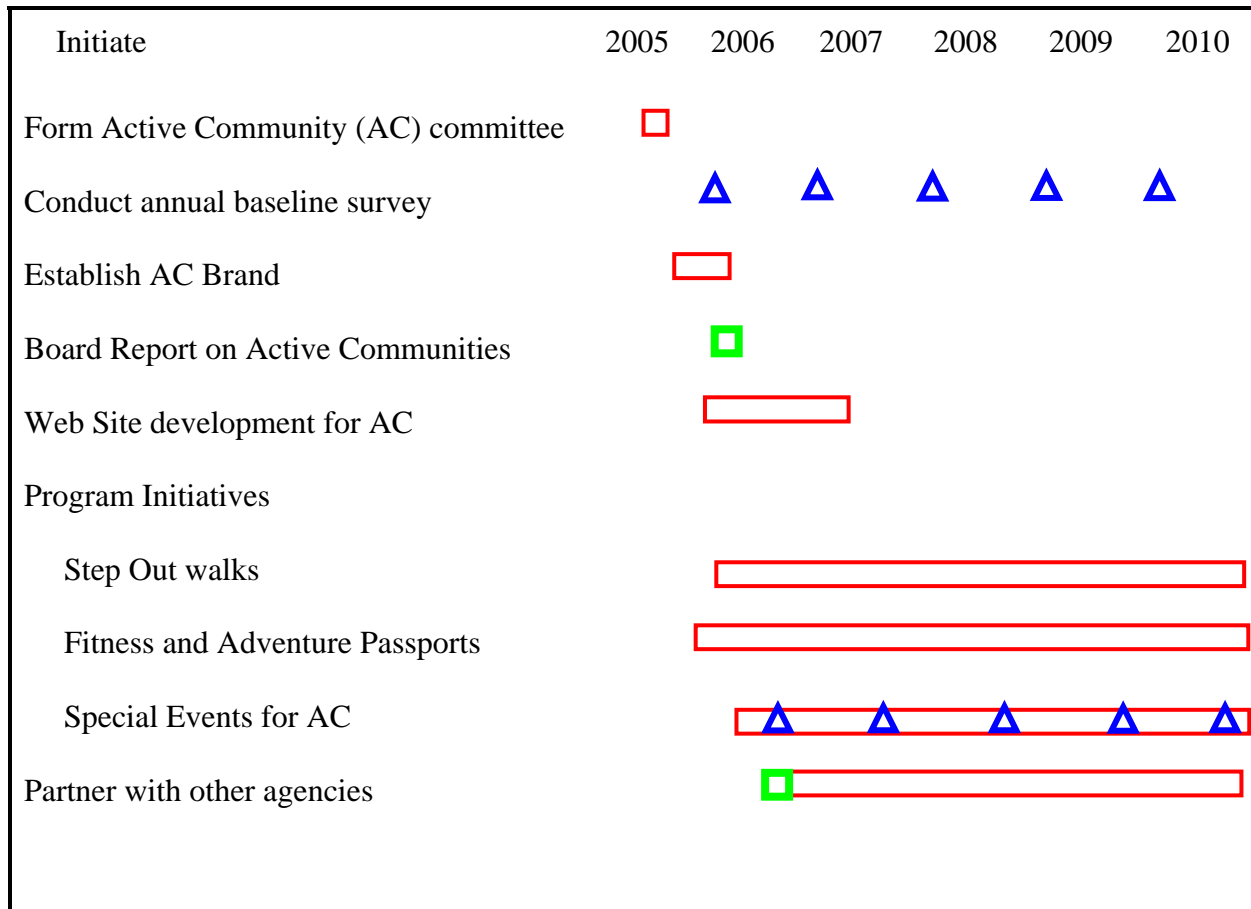 Initiate 2005 2006 2007 2008 2009 2010
Form Active Community (AC) committee
Conduct annual baseline survey
Establish AC Brand
Board Report on Active Communities
Web Site development for AC
Program Initiatives
Step Out walks
Fitness and Adventure Passports
Special Events for AC
Partner with other agencies